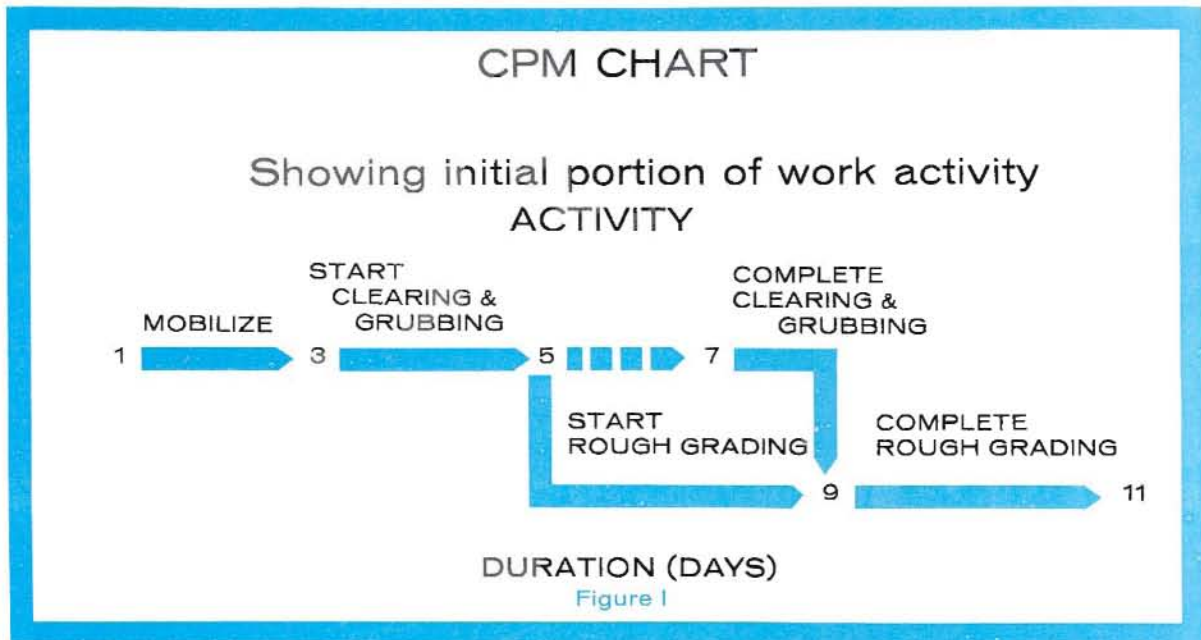 CPM CHART
Showing initial portion of work activity
ACTIVITY
START
CLEARING &
GRUBBING
COMPLETE
CLEARING &
GRUBBING
MOBILIZE
1 3 5 7
START
ROUGH GRADING
COMPLETE
ROUGH GRADING
9 11
DURATION (DAYS)
Figure I